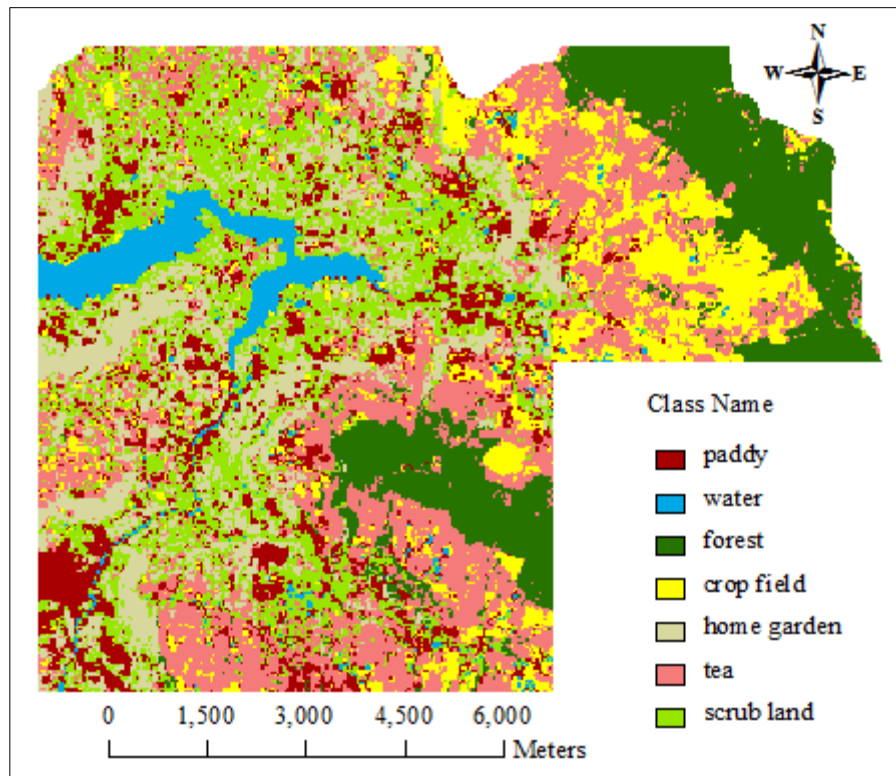 N
W E
S
Class Name
paddy
water
forest
crop field
home garden
tea
scrub land
0 1,500 3,000 4,500 6,000
Meters